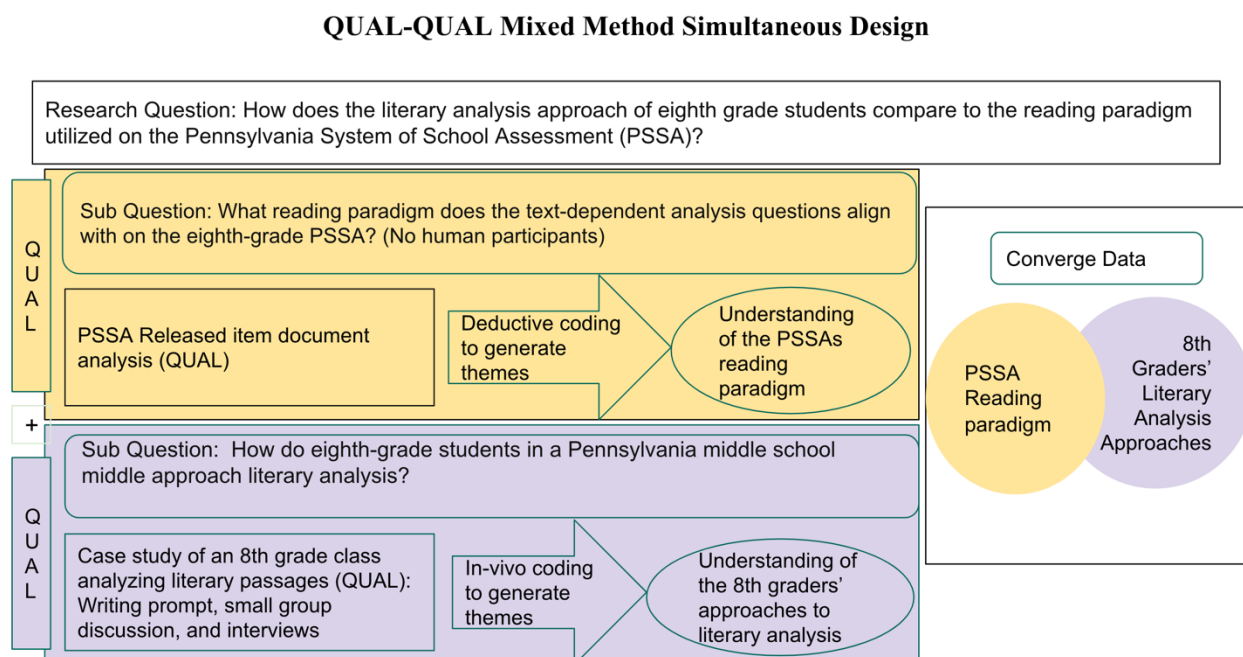 QUAL-QUAL Mixed Method Simultaneous Design
Research Question: How does the literary analysis approach of eighth grade students compare to the reading paradigm
utilized on the Pennsylvania System of School Assessment (PSSA)?
Q
U
A
L
Sub Question: What reading paradigm does the text-dependent analysis questions align
with on the eighth-grade PSSA? (No human participants)
PSSA Released item document
analysis (QUAL)
Deductive coding
to generate
themes
Understanding
of the PSSAs
reading
paradigm
+
Q
U
A
L
Sub Question:  How do eighth-grade students in a Pennsylvania middle school
middle approach literary analysis?
Case study of an 8th grade class
analyzing literary passages (QUAL):
Writing prompt, small group
discussion, and interviews
In-vivo coding
to generate
themes
Understanding of
the 8th graders’
approaches to
literary analysis
Converge Data
PSSA
Reading
paradigm
8th
Graders’
Literary
Analysis
Approaches